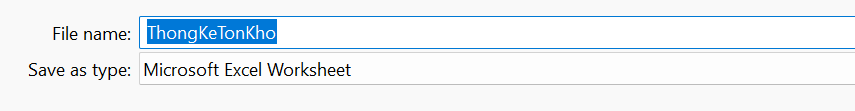 File name: ThongKeTonKho
Save as type: Microsoft Excel Worksheet